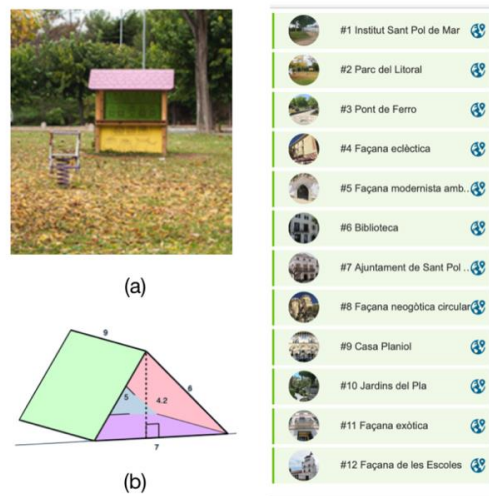 #1 Institut Sant Pol de Mar
#2 Parc del Litoral
#3 Pont de Ferro
#4 Façana eclèctica
#5 Façana modernista amb...
#6 Biblioteca
#7 Ajuntament de Sant Pol ...
#8 Façana neogòtica circular
#9 Casa Planiol
#10 Jardins del Pla
#11 Façana exòtica
#12 Façana de les Escoles
(a)
9
6
5
4.2
7
(b)